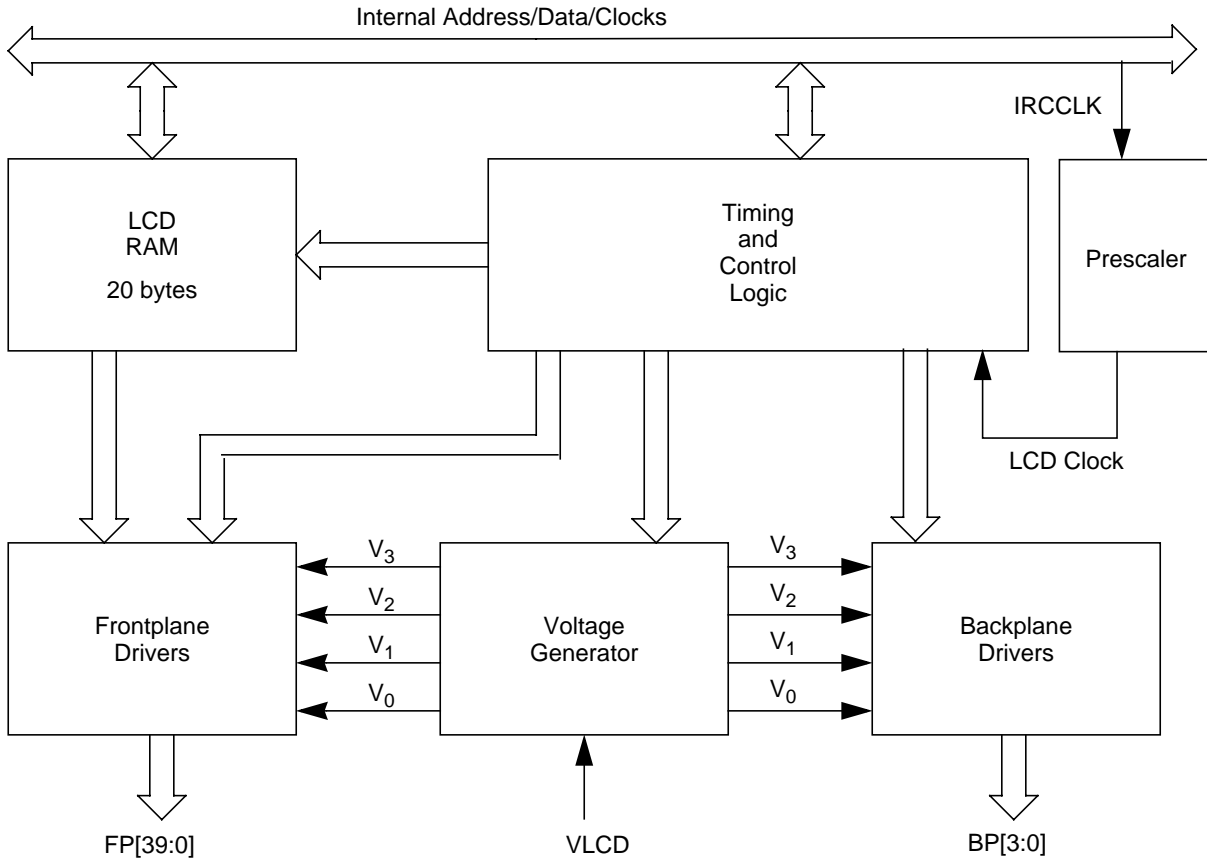 Internal Address/Data/Clocks
IRCCLK
LCD
RAM
20 bytes
Timing
and
Control
Logic
Prescaler
LCD Clock
V3
V2
V1
V0
V3
V2
V1
V0
Frontplane
Drivers
Voltage
Generator
Backplane
Drivers
FP[39:0]
VLCD
BP[3:0]